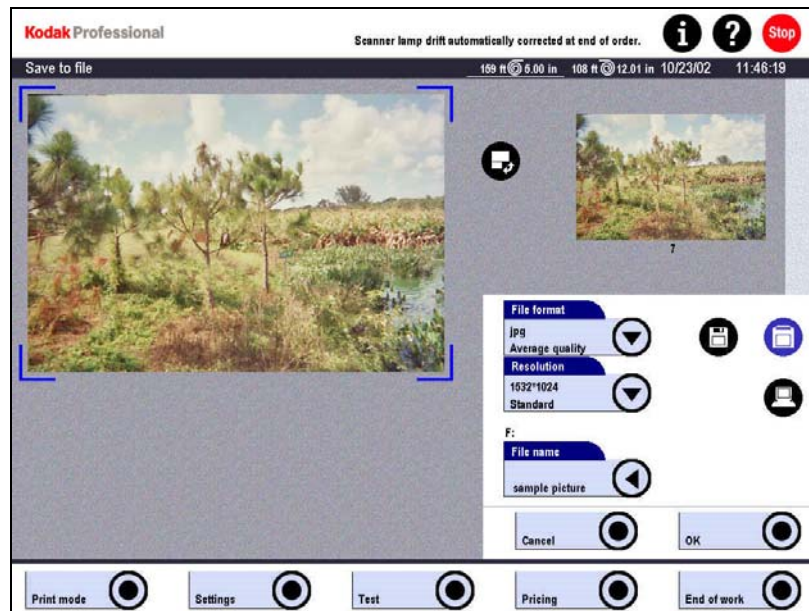 Kodak Professional
Scanner lamp drift automatically corrected at end of order.
i ? Stop
Save to file
159 ft 5.00 in 108 ft 12.01 in 10/23/02 11:46:19
7
File format
jpg
Average quality
Resolution
1532*1024
Standard
F:
File name
sample picture
Cancel OK
Print mode Settings Test Pricing End of work